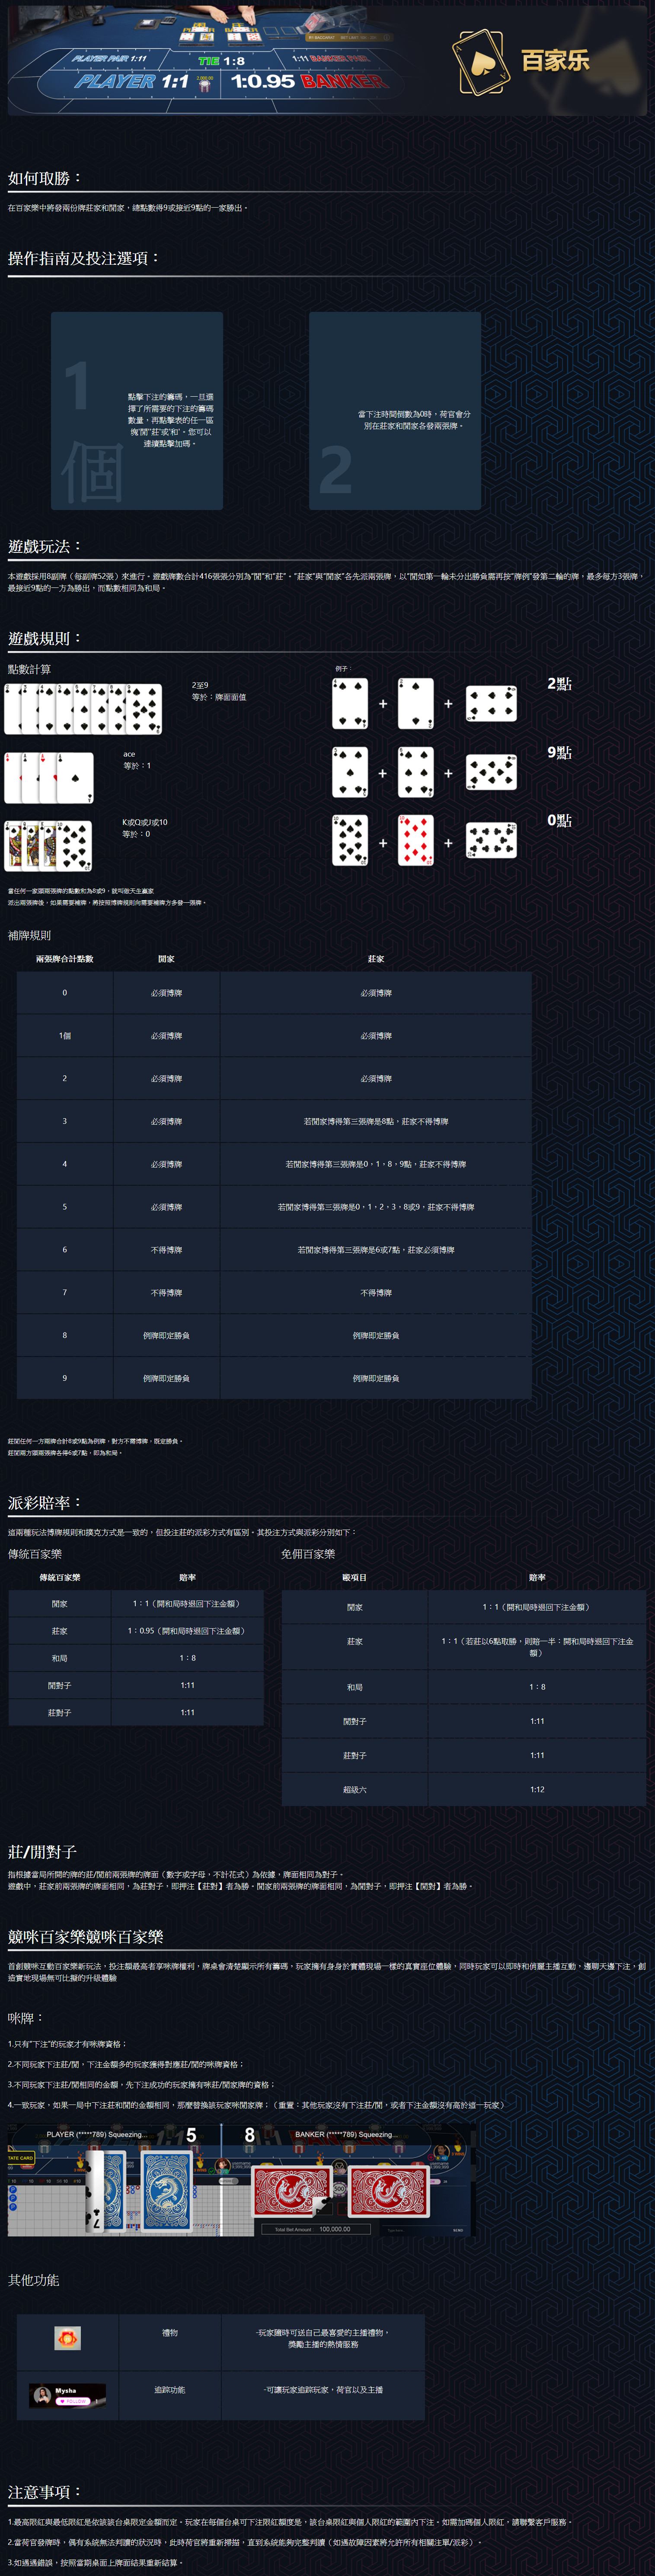 PLAYER PAIR 1:11
TIE 1:8
1:11 BANKER PAIR
PLAYER 1:1
1:0.95 BANKER
百家乐
如何取勝：
在百家樂中將發兩份牌莊家和閒家，總點數得9或接近9點的一家勝出。
操作指南及投注選項：
1
個
點擊下注的籌碼，一旦選
擇了所需要的下注的籌碼
數量，再點擊表的任一區
塊'閒''莊'或'和'。您可以
連續點擊加碼。
2
當下注時間倒數為0時，荷官會分
別在莊家和閒家各發兩張牌。
遊戲玩法：
本遊戲採用8副牌（每副牌52張）來進行。遊戲牌數合計416張張分別為"閒"和"莊"。"莊家"與"閒家"各先派兩張牌，以"閒如第一輪未分出勝負需再按"牌例"發第二輪的牌，最多每方3張牌，
最接近9點的一方為勝出，而點數相同為和局。
遊戲規則：
點數計算
2至9
等於：牌面面值
ace
等於：1
K或Q或J或10
等於：0
例子：
+ + 2點
+ + 9點
+ + 0點
當任何一家頭兩張牌的點數和為8或9，就叫做天生贏家
派出兩張牌後，如果需要補牌，將按照博牌規則向需要補牌方多發一張牌。
補牌規則
兩張牌合計點數 閒家 莊家
0 必須博牌 必須博牌
1個 必須博牌 必須博牌
2 必須博牌 必須博牌
3 必須博牌 若閒家博得第三張牌是8點，莊家不得博牌
4 必須博牌 若閒家博得第三張牌是0，1，8，9點，莊家不得博牌
5 必須博牌 若閒家博得第三張牌是0，1，2，3，8或9，莊家不得博牌
6 不得博牌 若閒家博得第三張牌是6或7點，莊家必須博牌
7 不得博牌 不得博牌
8 例牌即定勝負 例牌即定勝負
9 例牌即定勝負 例牌即定勝負
莊閒任何一方兩牌合計8或9點為例牌，對方不需博牌，既定勝負。
莊閒兩方頭兩張牌各得6或7點，即為和局。
派彩賠率：
這兩種玩法博牌規則和撲克方式是一致的，但投注莊的派彩方式有區別。其投注方式與派彩分別如下：
傳統百家樂
傳統百家樂 賠率
閒家 1：1（開和局時退回下注金額）
莊家 1：0.95（開和局時退回下注金額）
和局 1：8
閒對子 1:11
莊對子 1:11
免佣百家樂
毆項目 賠率
閒家 1：1（開和局時退回下注金額）
莊家 1：1（若莊以6點取勝，則賠一半：開和局時退回下注金
額）
和局 1：8
閒對子 1:11
莊對子 1:11
超級六 1:12
莊/閒對子
指根據當局所開的牌的莊/閒前兩張牌的牌面（數字或字母，不計花式）為依據，牌面相同為對子。
遊戲中，莊家前兩張牌的牌面相同，為莊對子，即押注【莊對】者為勝。閒家前兩張牌的牌面相同，為閒對子，即押注【閒對】者為勝。
競咪百家樂競咪百家樂
首創競咪互動百家樂新玩法，投注額最高者享咪牌權利，牌桌會清楚顯示所有籌碼，玩家擁有身身於實體現場一樣的真實座位體驗，同時玩家可以即時和俏麗主播互動，邊聊天邊下注，創
造實地現場無可比擬的升級體驗
咪牌：
1.只有"下注"的玩家才有咪牌資格；
2.不同玩家下注莊/閒，下注金額多的玩家獲得對應莊/閒的咪牌資格；
3.不同玩家下注莊/閒相同的金額，先下注成功的玩家擁有咪莊/閒家牌的資格；
4.一致玩家，如果一局中下注莊和閒的金額相同，那麼替換該玩家咪閒家牌；（重置：其他玩家沒有下注莊/閒，或者下注金額沒有高於這一玩家）
PLAYER (*****789) Squeezing...
5
8
BANKER (*****789) Squeezing...
TATE CARD
Total Bet Amount 100,000.00
其他功能
禮物 -玩家隨時可送自己最喜愛的主播禮物，
獎勵主播的熱情服務
Mysha
FOLLOW
追踪功能 -可讓玩家追踪玩家，荷官以及主播
注意事項：
1.最高限紅與最低限紅是依該該台桌限定金額而定。玩家在每個台桌可下注限紅額度是，該台桌限紅與個人限紅的範圍內下注。如需加碼個人限紅，請聯繫客戶服務。
2.當荷官發牌時，偶有系統無法判讀的狀況時，此時荷官將重新掃描，直到系統能夠完整判讀（如遇故障因素將允許所有相關注單/派彩）。
3.如遇遇錯誤，按照當期桌面上牌面結果重新結算。